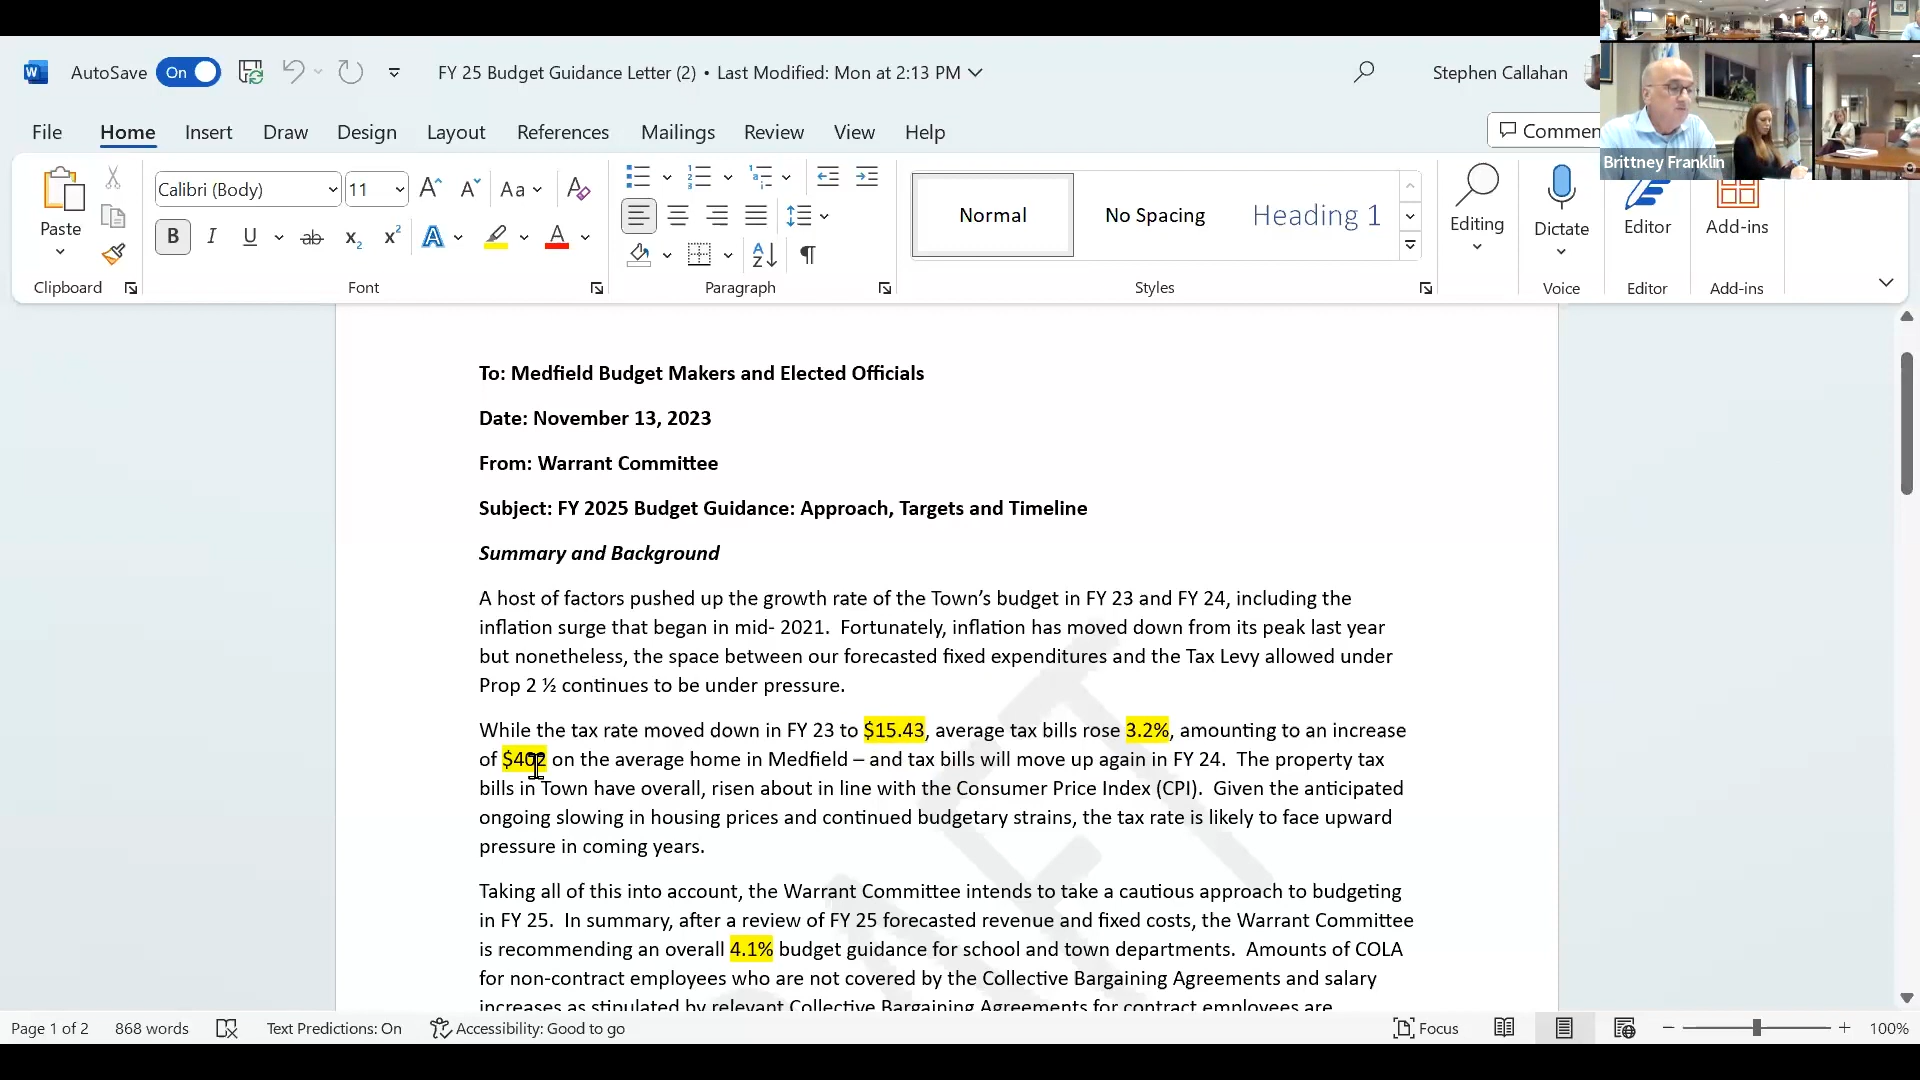 AutoSave On FY 25 Budget Guidance Letter (2) • Last Modified: Mon at 2:13 PM Stephen Callahan
File Home Insert Draw Design Layout References Mailings Review View Help Commen
Brittney Franklin
Calibri (Body) 11
Paste
Normal No Spacing Heading 1
Editing Dictate Editor Add-ins
Clipboard Font Paragraph Styles Voice Editor Add-ins
To: Medfield Budget Makers and Elected Officials
Date: November 13, 2023
From: Warrant Committee
Subject: FY 2025 Budget Guidance: Approach, Targets and Timeline
Summary and Background
A host of factors pushed up the growth rate of the Town’s budget in FY 23 and FY 24, including the
inflation surge that began in mid- 2021. Fortunately, inflation has moved down from its peak last year
but nonetheless, the space between our forecasted fixed expenditures and the Tax Levy allowed under
Prop 2 ½ continues to be under pressure.
While the tax rate moved down in FY 23 to $15.43, average tax bills rose 3.2%, amounting to an increase
of $402 on the average home in Medfield – and tax bills will move up again in FY 24. The property tax
bills in Town have overall, risen about in line with the Consumer Price Index (CPI). Given the anticipated
ongoing slowing in housing prices and continued budgetary strains, the tax rate is likely to face upward
pressure in coming years.
Taking all of this into account, the Warrant Committee intends to take a cautious approach to budgeting
in FY 25. In summary, after a review of FY 25 forecasted revenue and fixed costs, the Warrant Committee
is recommending an overall 4.1% budget guidance for school and town departments. Amounts of COLA
for non-contract employees who are not covered by the Collective Bargaining Agreements and salary
increases as stipulated by relevant Collective Bargaining Agreements for contract employees are
Page 1 of 2 868 words Text Predictions: On Accessibility: Good to go Focus 100%